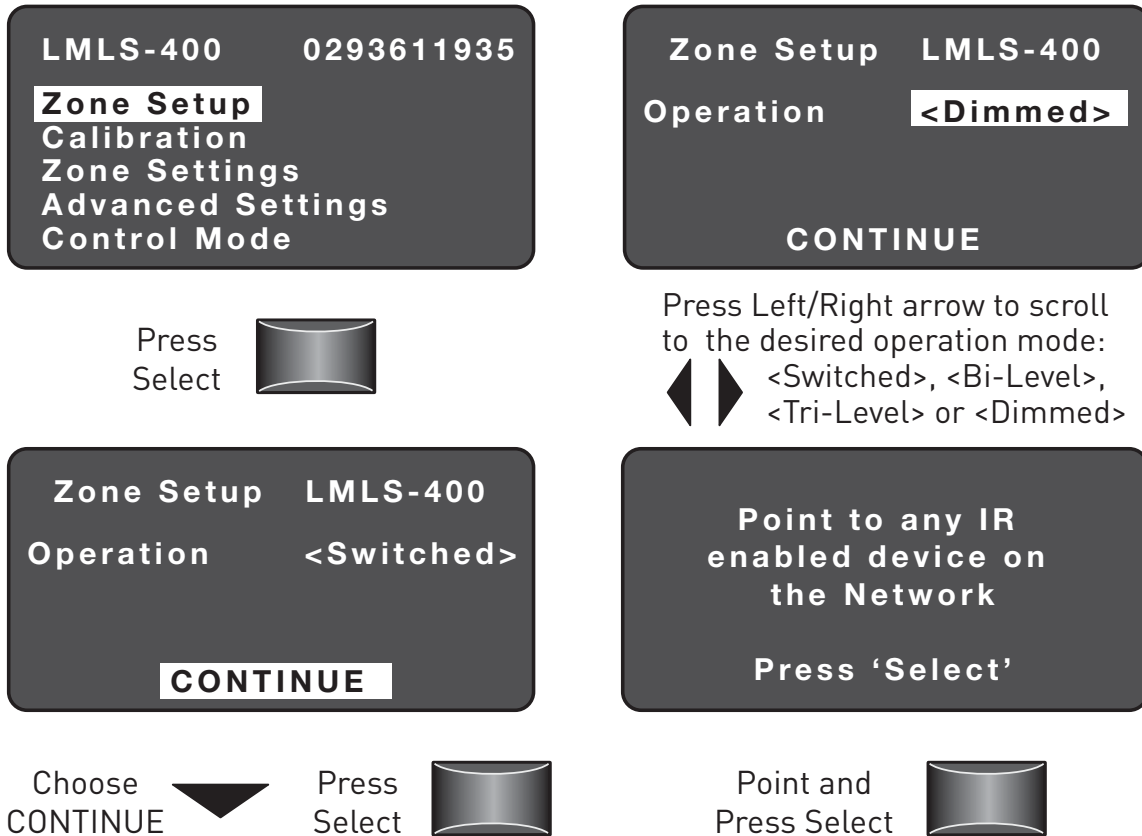 LMLS-400 0293611935
Zone Setup
Calibration
Zone Settings
Advanced Settings
Control Mode
Press
Select
Zone Setup LMLS-400
Operation <Dimmed>
CONTINUE
Press Left/Right arrow to scroll
to the desired operation mode:
<Switched>, <Bi-Level>,
<Tri-Level> or <Dimmed>
Zone Setup LMLS-400
Operation <Switched>
CONTINUE
Choose
CONTINUE
Press
Select
Point to any IR
enabled device on
the Network
Press ‘Select’
Point and
Press Select